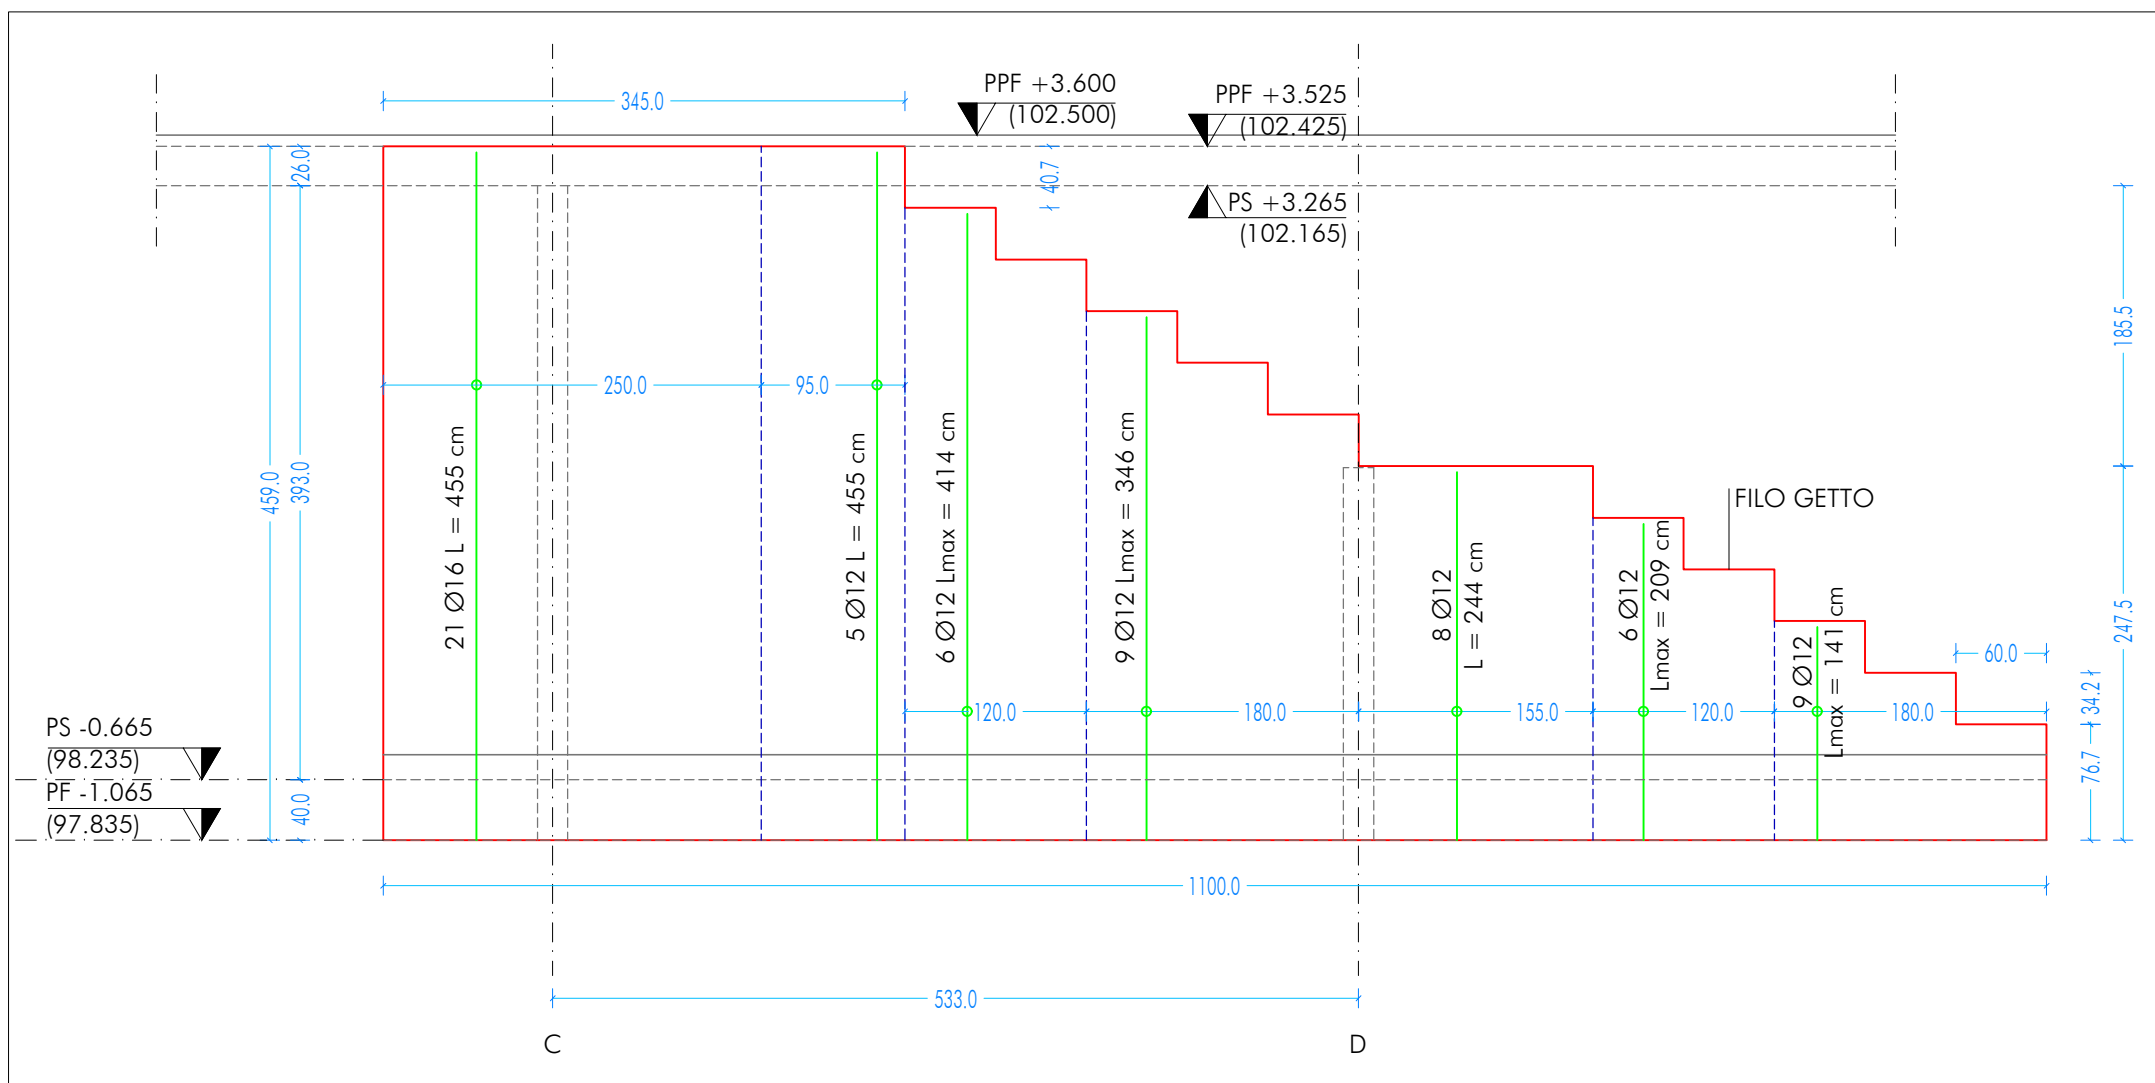 345.0
PPF +3.600
(102.500)
PPF +3.525
(102.425)
26.0
40.7
PS +3.265
(102.165)
185.5
250.0
95.0
459.0
393.0
21 Ø16 L = 455 cm
5 Ø12 L = 455 cm
6 Ø12 Lmax = 414 cm
9 Ø12 Lmax = 346 cm
8 Ø12
L = 244 cm
6 Ø12
Lmax = 209 cm
9 Ø12
Lmax = 141 cm
FILO GETTO
247.5
60.0
34.2
120.0
180.0
155.0
120.0
180.0
76.7
PS -0.665
(98.235)
PF -1.065
(97.835)
40.0
1100.0
533.0
C
D